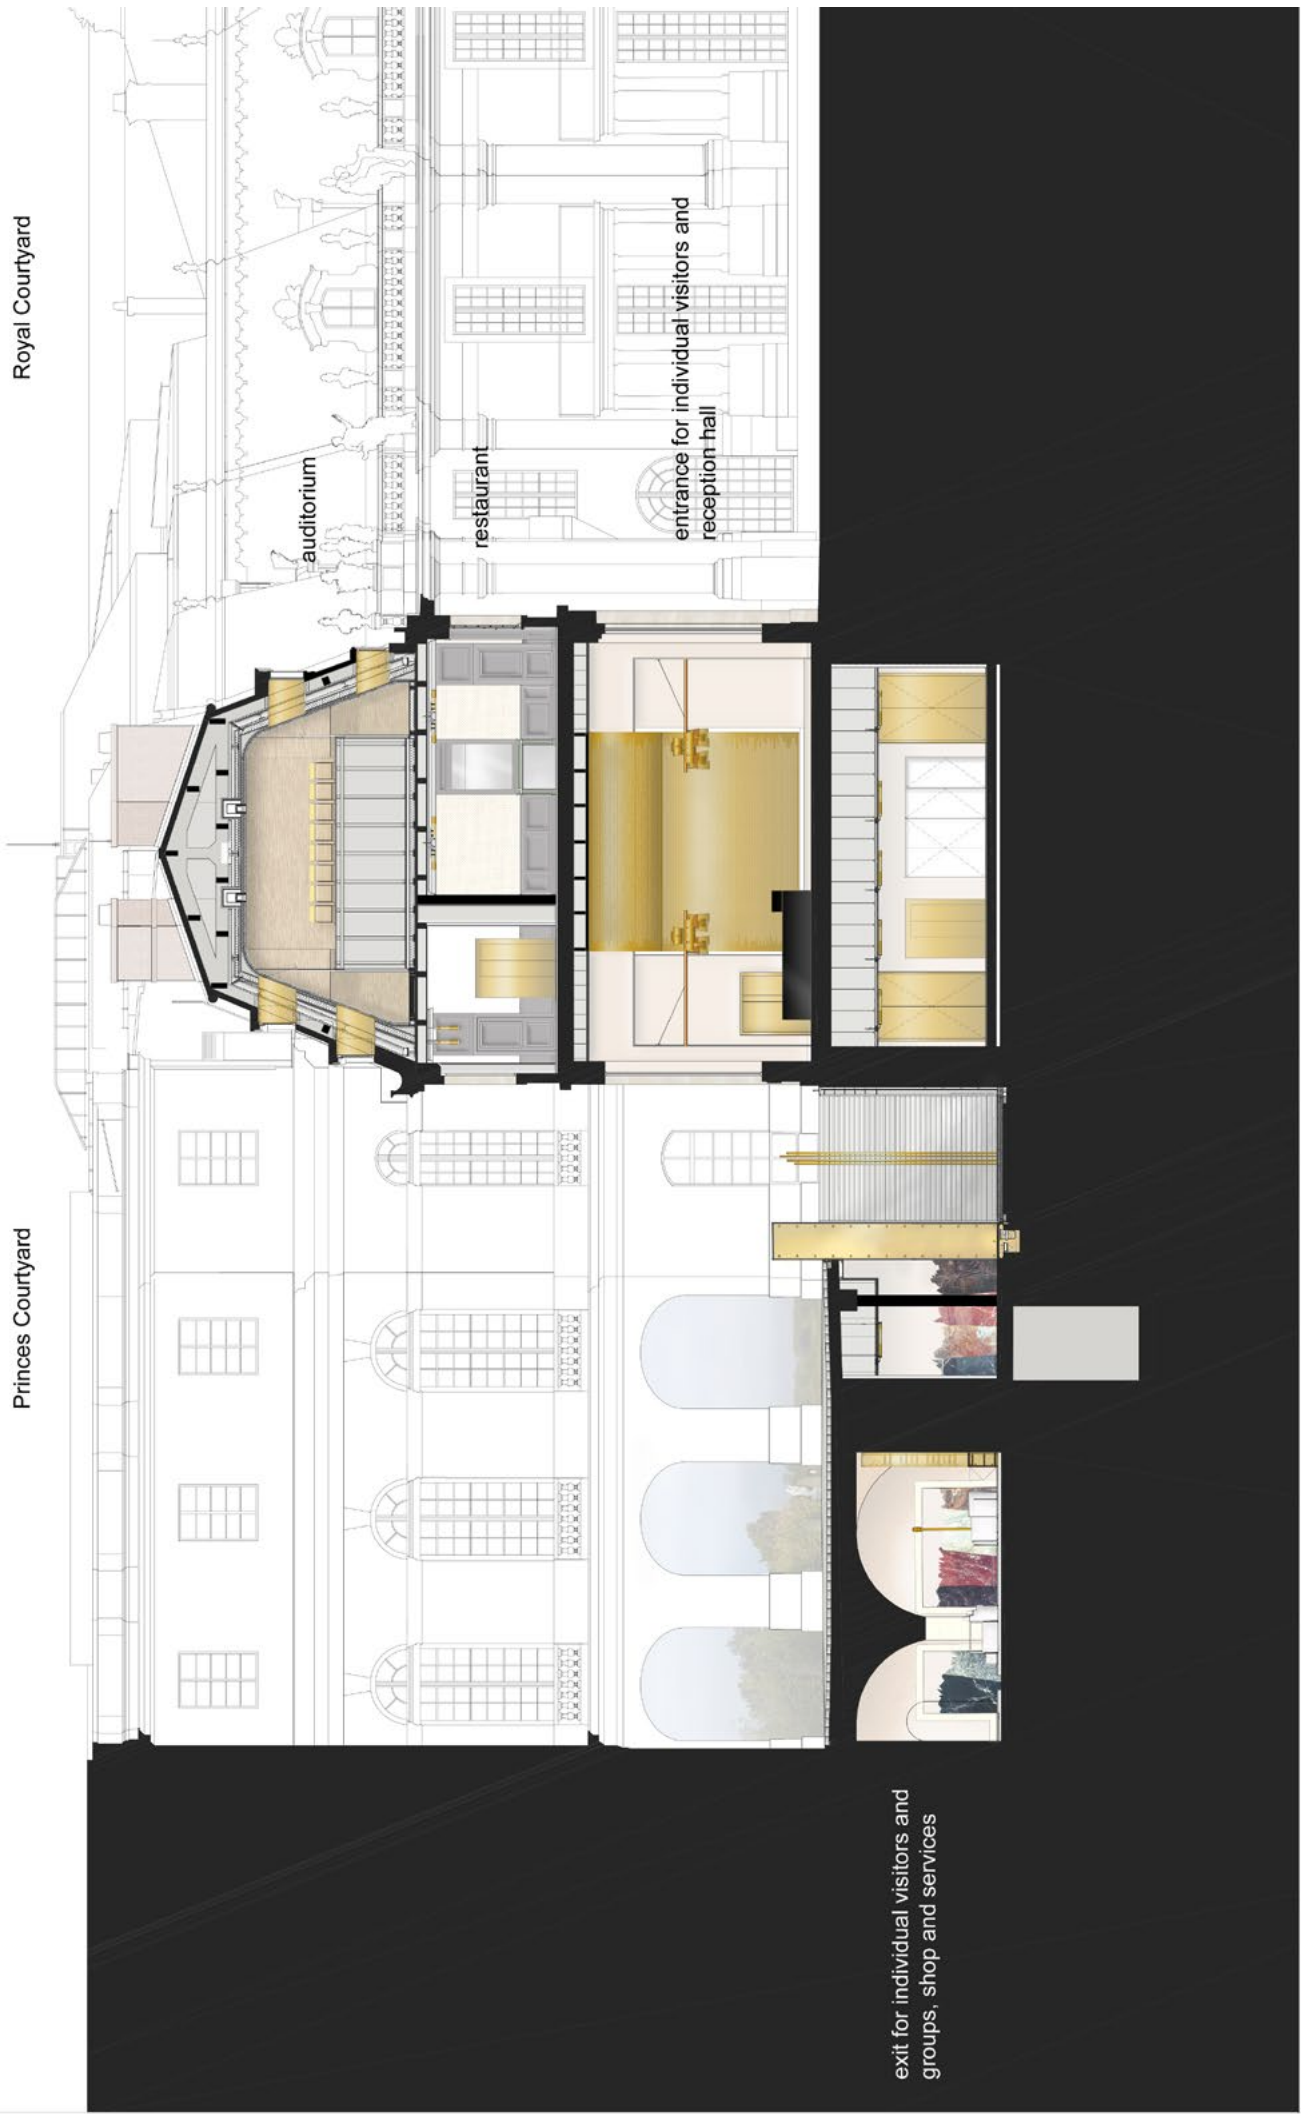 Princes Courtyard
Royal Courtyard
auditorium
restaurant
entrance for individual visitors and
reception hall
exit for individual visitors and
groups, shop and services